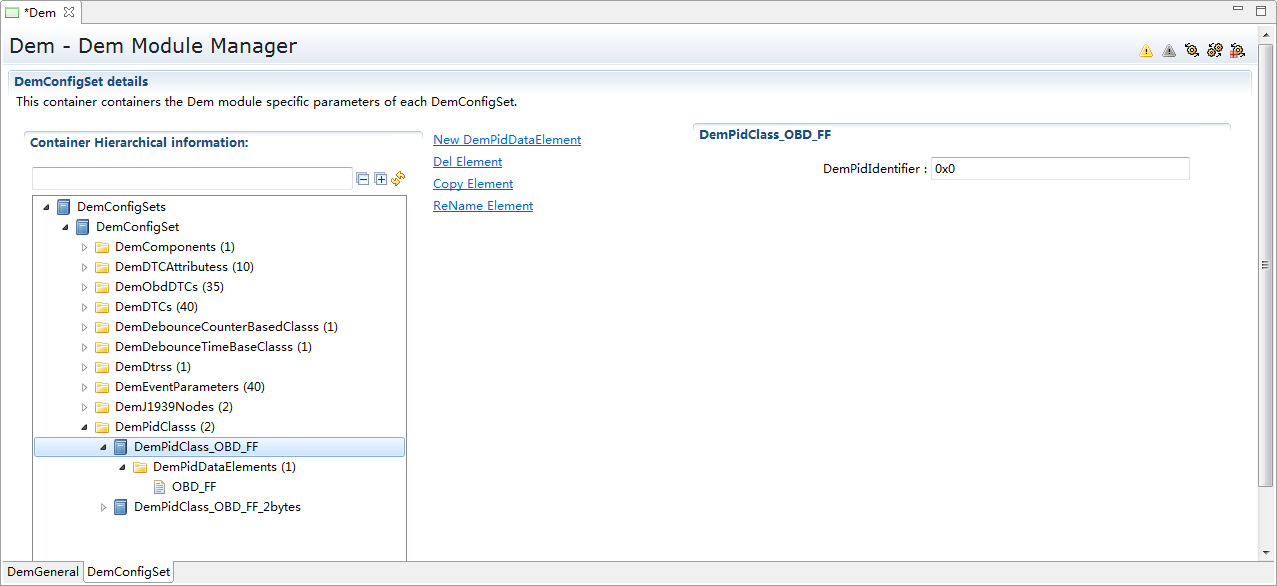 *Dem
Dem - Dem Module Manager
DemConfigSet details
This container containers the Dem module specific parameters of each DemConfigSet.
Container Hierarchical information:
DemConfigSets
DemConfigSet
DemComponents (1)
DemDTCAttributess (10)
DemObdDTCs (35)
DemDTCs (40)
DemDebounceCounterBasedClasss (1)
DemDebounceTimeBaseClasss (1)
DemDtrss (1)
DemEventParameters (40)
DemJ1939Nodes (2)
DemPidClasss (2)
DemPidClass_OBD_FF
DemPidDataElements (1)
OBD_FF
DemPidClass_OBD_FF_2bytes
New DemPidDataElement
Del Element
Copy Element
ReName Element
DemPidClass_OBD_FF
DemPidIdentifier : 0x0
DemGeneral DemConfigSet